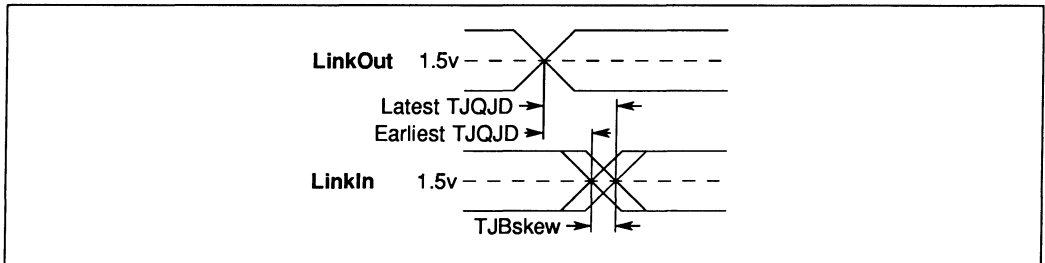 LinkOut 1.5v
Latest TJQJD
Earliest TJQJD
LinkIn 1.5v
TJBskew